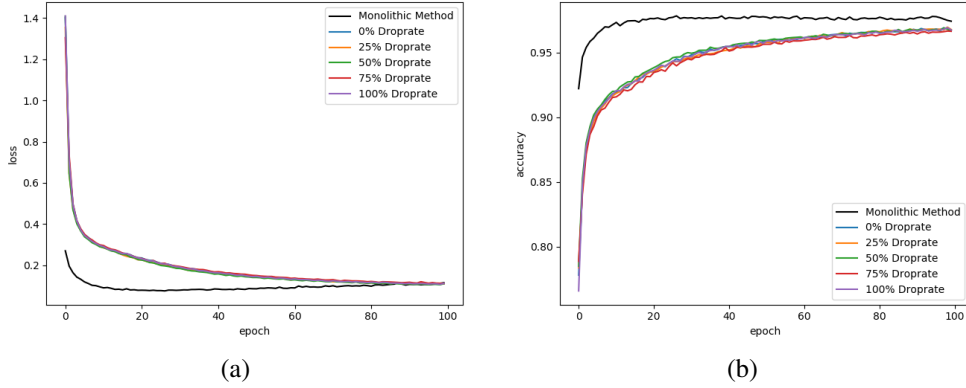 1.4
1.2
1.0
0.8
0.6
0.4
0.2
loss
0
20
40
60
80
100
epoch
Monolithic Method
0% Droprate
25% Droprate
50% Droprate
75% Droprate
100% Droprate
(a)
0.95
0.90
0.85
0.80
accuracy
0
20
40
60
80
100
epoch
Monolithic Method
0% Droprate
25% Droprate
50% Droprate
75% Droprate
100% Droprate
(b)